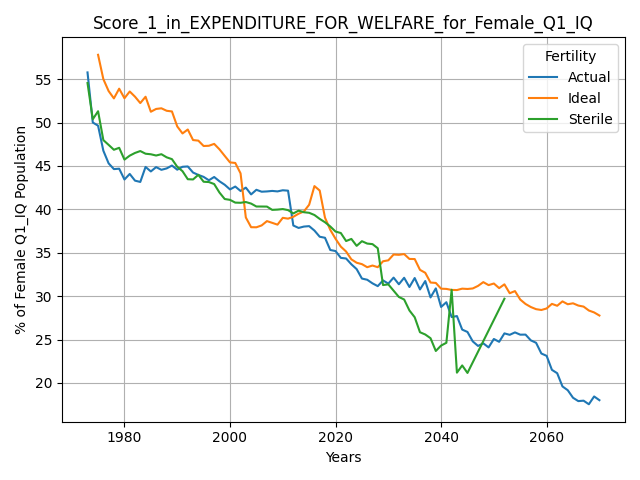 Score_1_in_EXPENDITURE_FOR_WELFARE_for_Female_Q1_IQ
Fertility
Actual
Ideal
Sterile
% of Female Q1_IQ Population
55
50
45
40
35
30
25
20
1980
2000
2020
2040
2060
Years